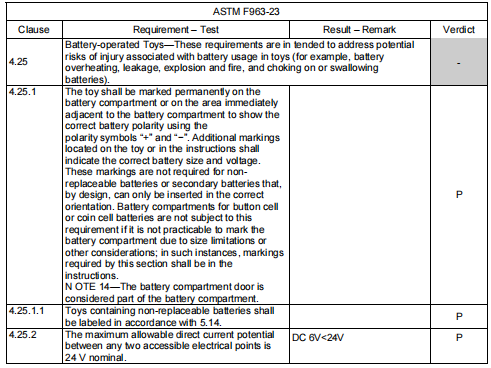 ASTM F963-23
Clause Requirement – Test Result – Remark Verdict
4.25 Battery-operated Toys—These requirements are in tended to address potential
risks of injury associated with battery usage in toys (for example, battery
overheating, leakage, explosion and fire, and choking on or swallowing
batteries). -
4.25.1 The toy shall be marked permanently on the
battery compartment or on the area immediately
adjacent to the battery compartment to show the
correct battery polarity using the
polarity symbols “+” and “−”. Additional markings
located on the toy or in the instructions shall
indicate the correct battery size and voltage.
These markings are not required for non-
replaceable batteries or secondary batteries that,
by design, can only be inserted in the correct
orientation. Battery compartments for button cell
or coin cell batteries are not subject to this
requirement if it is not practicable to mark the
battery compartment due to size limitations or
other considerations; in such instances, markings
required by this section shall be in the
instructions.
N OTE 14—The battery compartment door is
considered part of the battery compartment. P
4.25.1.1 Toys containing non-replaceable batteries shall
be labeled in accordance with 5.14. P
4.25.2 The maximum allowable direct current potential
between any two accessible electrical points is
24 V nominal. DC 6V<24V P